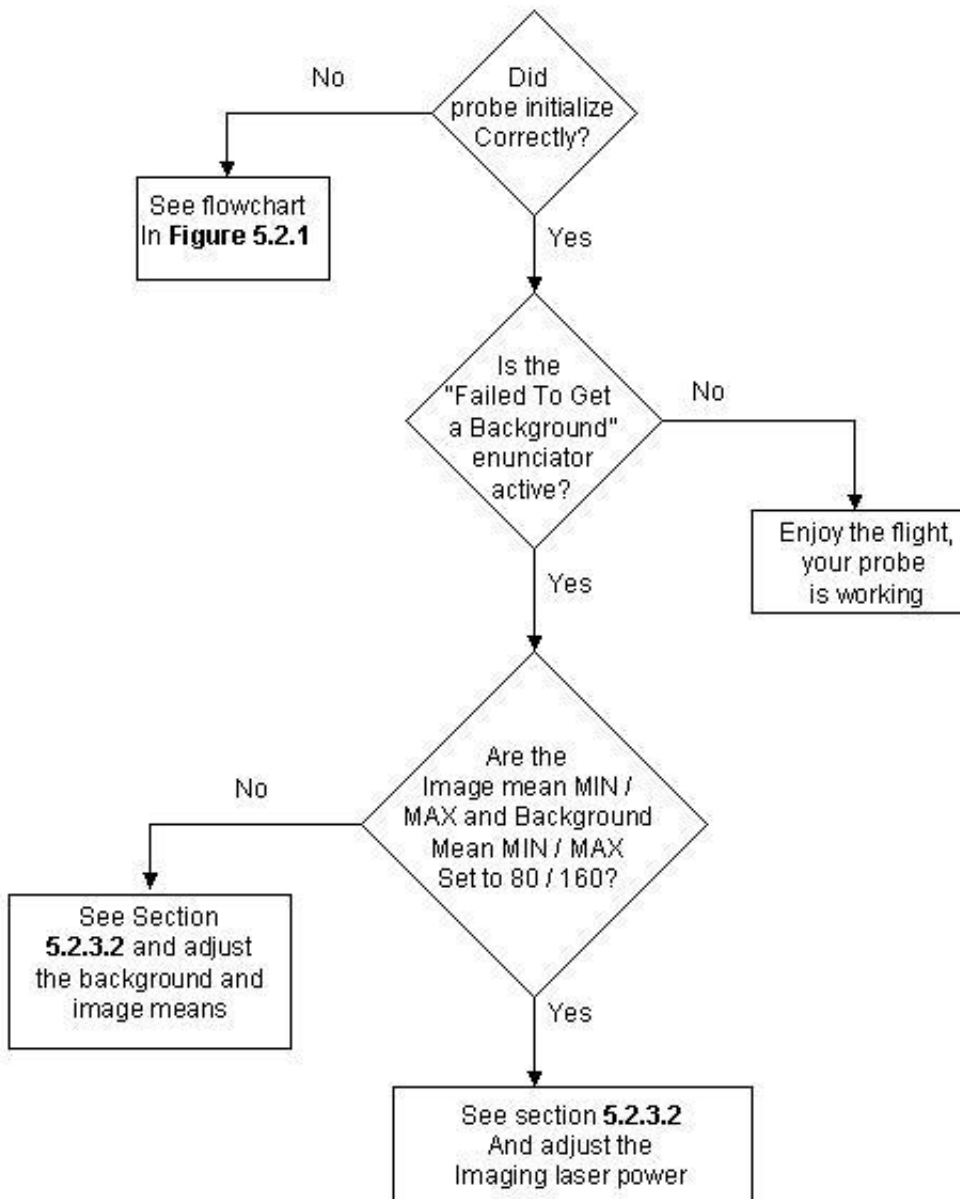 Did
probe initialize
Correctly?
No
See flowchart
In Figure 5.2.1
Yes
Is the
"Failed To Get
a Background"
enunciator
active?
No
Enjoy the flight,
your probe
is working
Yes
Are the
Image mean MIN /
MAX and Background
Mean MIN / MAX
Set to 80 / 160?
No
See Section
5.2.3.2 and adjust
the background and
image means
Yes
See section 5.2.3.2
And adjust the
Imaging laser power